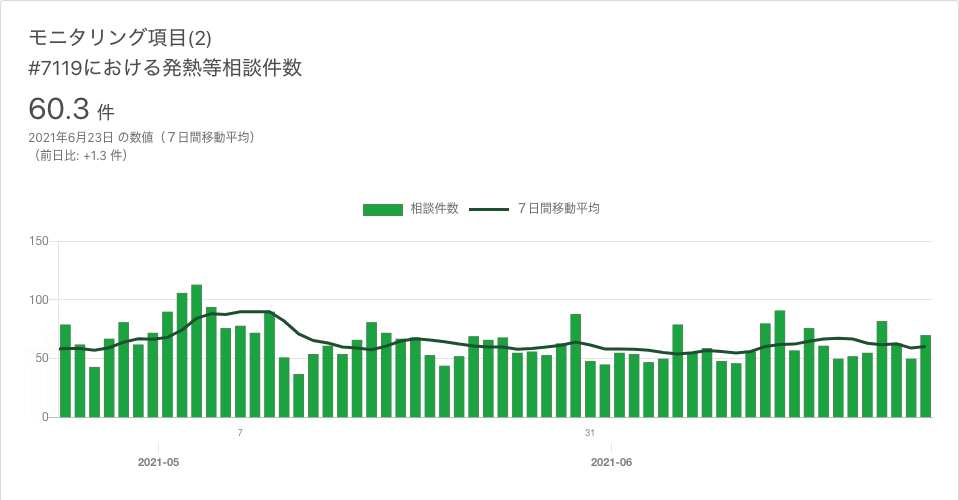 モニタリング項目(2)
#7119における発熱等相談件数
60.3 件
2021年6月23日 の数値（７日間移動平均）
（前日比: +1.3 件）
相談件数 ７日間移動平均
150
100
50
0
7 31
2021-05 2021-06